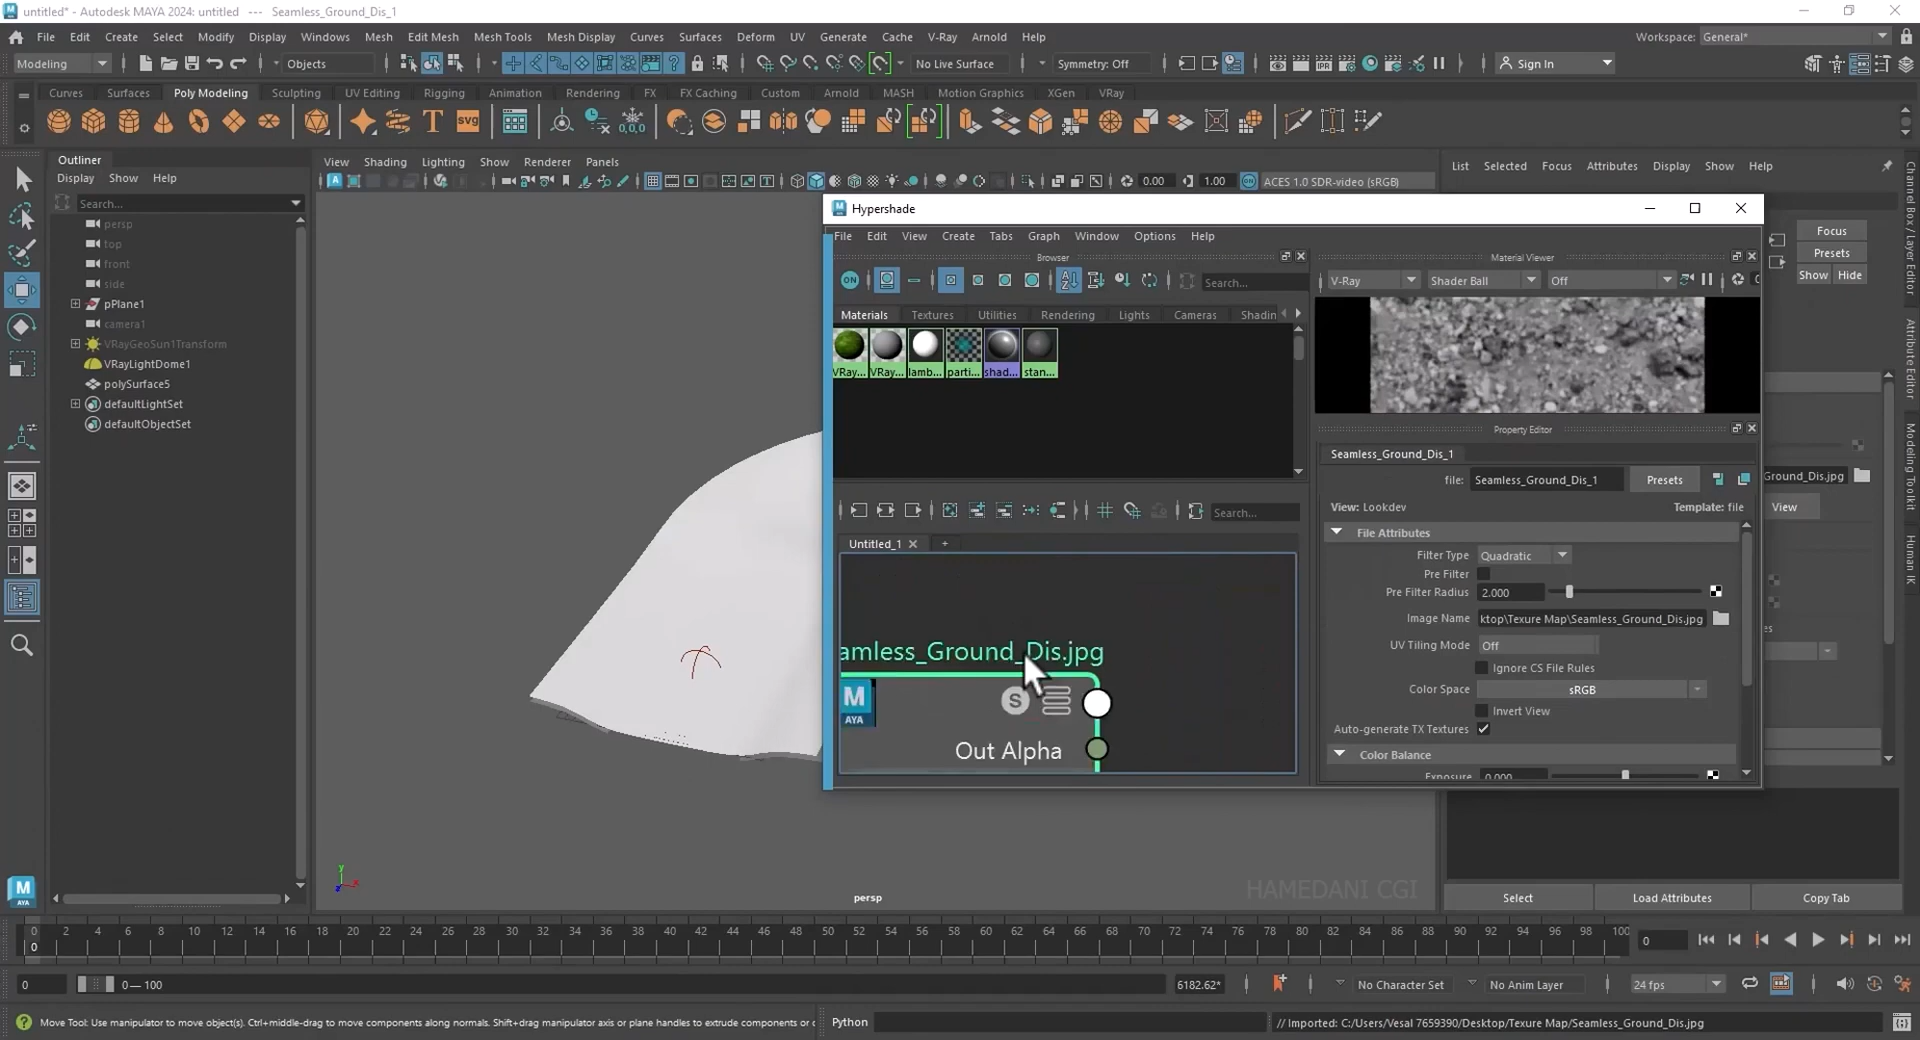 untitled* - Autodesk MAYA 2024: untitled --- Seamless_Ground_Dis_1
File Edit Create Select Modify Display Windows Mesh Edit Mesh Mesh Tools Mesh Display Curves Surfaces Deform UV Generate Cache V-Ray Arnold Help
Workspace: General*
Modeling Objects No Live Surface Symmetry: Off Sign In
Curves Surfaces Poly Modeling Sculpting UV Editing Rigging Animation Rendering FX FX Caching Custom Arnold MASH Motion Graphics XGen VRay
Outliner
Display Show Help
Search...
persp
top
front
side
pPlane1
camera1
VRayGeoSun1Transform
VRayLightDome1
polySurface5
defaultLightSet
defaultObjectSet
View Shading Lighting Show Renderer Panels
0.00 1.00 ACES 1.0 SDR-video (sRGB)
List Selected Focus Attributes Display Show Help
Focus
Presets
Show Hide
Channel Box / Layer Editor
Attribute Editor
Modeling Toolkit
Human IK
Hypershade
File Edit View Create Tabs Graph Window Options Help
Browser
Search...
Materials Textures Utilities Rendering Lights Cameras Shadin
VRay... VRay... lamb... parti... shad... stan...
Search...
Untitled_1
amless_Ground_Dis.jpg
Out Alpha
Material Viewer
V-Ray Shader Ball Off
Property Editor
Seamless_Ground_Dis_1
file: Seamless_Ground_Dis_1 Presets
View: Lookdev Template: file
File Attributes
Filter Type Quadratic
Pre Filter
Pre Filter Radius 2.000
Image Name ktop\Texure Map\Seamless_Ground_Dis.jpg
UV Tiling Mode Off
Ignore CS File Rules
Color Space sRGB
Invert View
Auto-generate TX Textures
Color Balance
Exposure 0.000
Ground_Dis.jpg
View
HAMEDANI CGI
persp
Select Load Attributes Copy Tab
0 2 4 6 8 10 12 14 16 18 20 22 24 26 28 30 32 34 36 38 40 42 44 46 48 50 52 54 56 58 60 62 64 66 68 70 72 74 76 78 80 82 84 86 88 90 92 94 96 98 100
0 0
0 0 — 100 6182.62* No Character Set No Anim Layer 24 fps
Move Tool: Use manipulator to move object(s). Ctrl+middle-drag to move components along normals. Shift+drag manipulator axis or plane handles to extrude components or c
Python
// Imported: C:/Users/Vesal 7659390/Desktop/Texure Map/Seamless_Ground_Dis.jpg